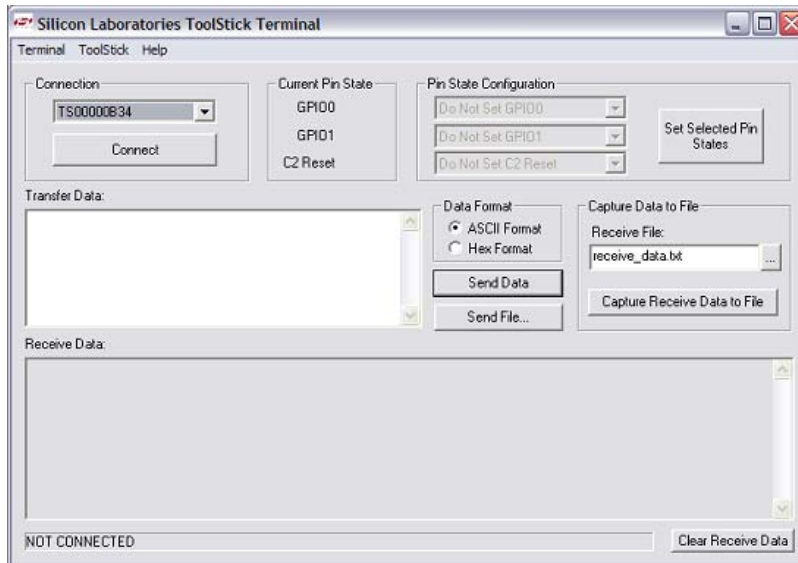 Silicon Laboratories ToolStick Terminal
Terminal ToolStick Help
Connection
TS00000B34
Connect
Current Pin State
GPIO0
GPIO1
C2 Reset
Pin State Configuration
Do Not Set GPIO0
Do Not Set GPIO1
Do Not Set C2 Reset
Set Selected Pin
States
Transfer Data:
Data Format
ASCII Format
Hex Format
Send Data
Send File...
Capture Data to File
Receive File:
receive_data.txt
...
Capture Receive Data to File
Receive Data:
NOT CONNECTED
Clear Receive Data